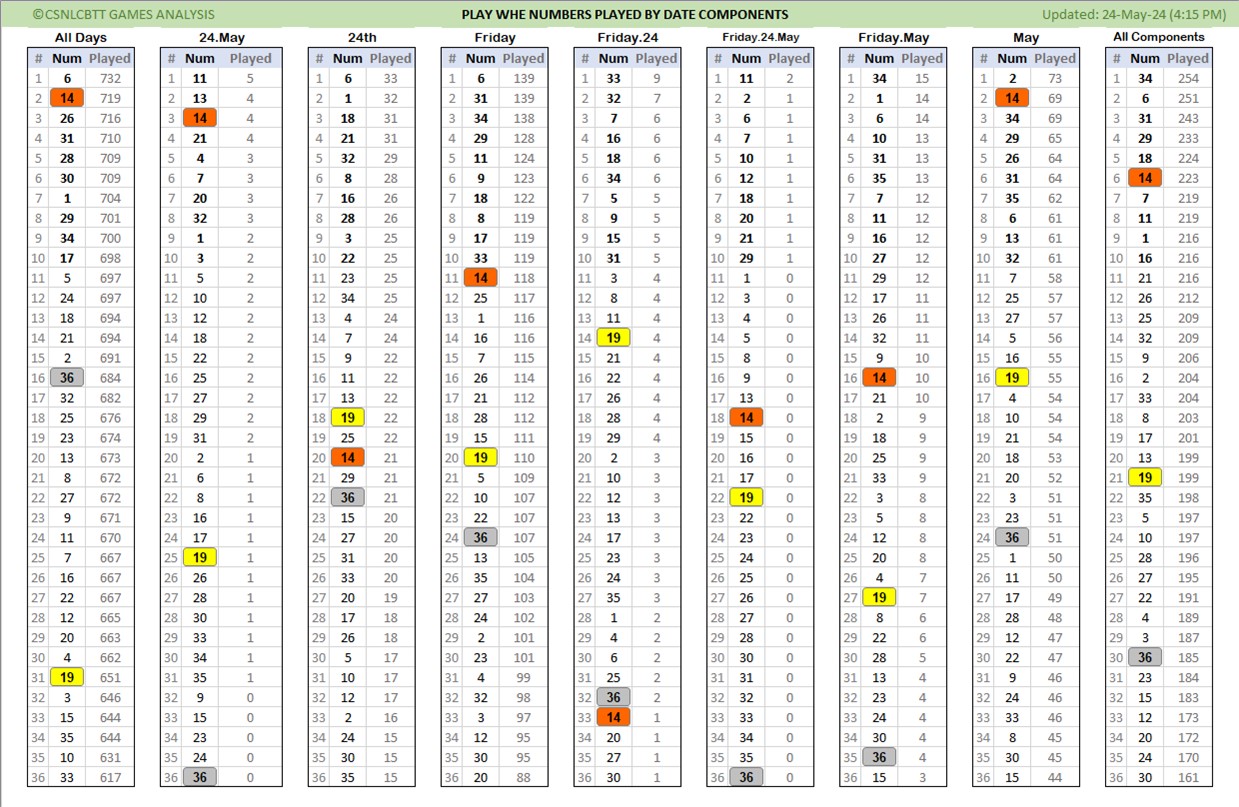 ©CSNLCBTT GAMES ANALYSIS PLAY WHE NUMBERS PLAYED BY DATE COMPONENTS Updated: 24-May-24 (4:15 PM)
All Days 24.May 24th Friday Friday.24 Friday.24.May Friday.May May All Components
# Num Played # Num Played # Num Played # Num Played # Num Played # Num Played # Num Played # Num Played # Num Played
1 6 732 1 11 5 1 6 33 1 6 139 1 33 9 1 11 2 1 34 15 1 2 73 1 34 254
2 14 719 2 13 4 2 1 32 2 31 139 2 32 7 2 2 1 2 1 14 2 14 69 2 6 251
3 26 716 3 14 4 3 18 31 3 34 138 3 7 6 3 6 1 3 6 14 3 34 69 3 31 243
4 31 710 4 21 4 4 21 31 4 29 128 4 16 6 4 7 1 4 10 13 4 29 65 4 29 233
5 28 709 5 4 3 5 32 29 5 11 124 5 18 6 5 10 1 5 31 13 5 26 64 5 18 224
6 30 709 6 7 3 6 8 28 6 9 123 6 34 6 6 12 1 6 35 13 6 31 64 6 14 223
7 1 704 7 20 3 7 16 26 7 18 122 7 5 5 7 18 1 7 7 12 7 35 62 7 7 219
8 29 701 8 32 3 8 28 26 8 8 119 8 9 5 8 20 1 8 11 12 8 6 61 8 11 219
9 34 700 9 1 2 9 3 25 9 17 119 9 15 5 9 21 1 9 16 12 9 13 61 9 1 216
10 17 698 10 3 2 10 22 25 10 33 119 10 31 5 10 29 1 10 27 12 10 32 61 10 16 216
11 5 697 11 5 2 11 23 25 11 14 118 11 3 4 11 1 0 11 29 12 11 7 58 11 21 216
12 24 697 12 10 2 12 34 25 12 25 117 12 8 4 12 3 0 12 17 11 12 25 57 12 26 212
13 18 694 13 12 2 13 4 24 13 1 116 13 11 4 13 4 0 13 26 11 13 27 57 13 25 209
14 21 694 14 18 2 14 7 24 14 16 116 14 19 4 14 5 0 14 32 11 14 5 56 14 32 209
15 2 691 15 22 2 15 9 22 15 7 115 15 21 4 15 8 0 15 9 10 15 16 55 15 9 206
16 36 684 16 25 2 16 11 22 16 26 114 16 22 4 16 9 0 16 14 10 16 19 55 16 2 204
17 32 682 17 27 2 17 13 22 17 21 112 17 26 4 17 13 0 17 21 10 17 4 54 17 33 204
18 25 676 18 29 2 18 19 22 18 28 112 18 28 4 18 14 0 18 2 9 18 10 54 18 8 203
19 23 674 19 31 2 19 25 22 19 15 111 19 29 4 19 15 0 19 18 9 19 21 54 19 17 201
20 13 673 20 2 1 20 14 21 20 19 110 20 2 3 20 16 0 20 25 9 20 18 53 20 13 199
21 8 672 21 6 1 21 29 21 21 5 109 21 10 3 21 17 0 21 33 9 21 20 52 21 19 199
22 27 672 22 8 1 22 36 21 22 10 107 22 12 3 22 19 0 22 3 8 22 3 51 22 35 198
23 9 671 23 16 1 23 15 20 23 22 107 23 13 3 23 22 0 23 5 8 23 23 51 23 5 197
24 11 670 24 17 1 24 27 20 24 36 107 24 17 3 24 23 0 24 12 8 24 36 51 24 10 197
25 7 667 25 19 1 25 31 20 25 13 105 25 23 3 25 24 0 25 20 8 25 1 50 25 28 196
26 16 667 26 26 1 26 33 20 26 35 104 26 24 3 26 25 0 26 4 7 26 11 50 26 27 195
27 22 667 27 28 1 27 20 19 27 27 103 27 35 3 27 26 0 27 19 7 27 17 49 27 22 191
28 12 665 28 30 1 28 17 18 28 24 102 28 1 2 28 27 0 28 8 6 28 28 48 28 4 189
29 20 663 29 33 1 29 26 18 29 2 101 29 4 2 29 28 0 29 22 6 29 12 47 29 3 187
30 4 662 30 34 1 30 5 17 30 23 101 30 6 2 30 30 0 30 28 5 30 22 47 30 36 185
31 19 651 31 35 1 31 10 17 31 4 99 31 25 2 31 31 0 31 13 4 31 9 46 31 23 184
32 3 646 32 9 0 32 12 17 32 32 98 32 36 2 32 32 0 32 23 4 32 24 46 32 15 183
33 15 644 33 15 0 33 2 16 33 3 97 33 14 1 33 33 0 33 24 4 33 33 46 33 12 173
34 35 644 34 23 0 34 24 15 34 12 95 34 20 1 34 34 0 34 30 4 34 8 45 34 20 172
35 10 631 35 24 0 35 30 15 35 30 95 35 27 1 35 35 0 35 36 4 35 30 45 35 24 170
36 33 617 36 36 0 36 35 15 36 20 88 36 30 1 36 36 0 36 15 3 36 15 44 36 30 161